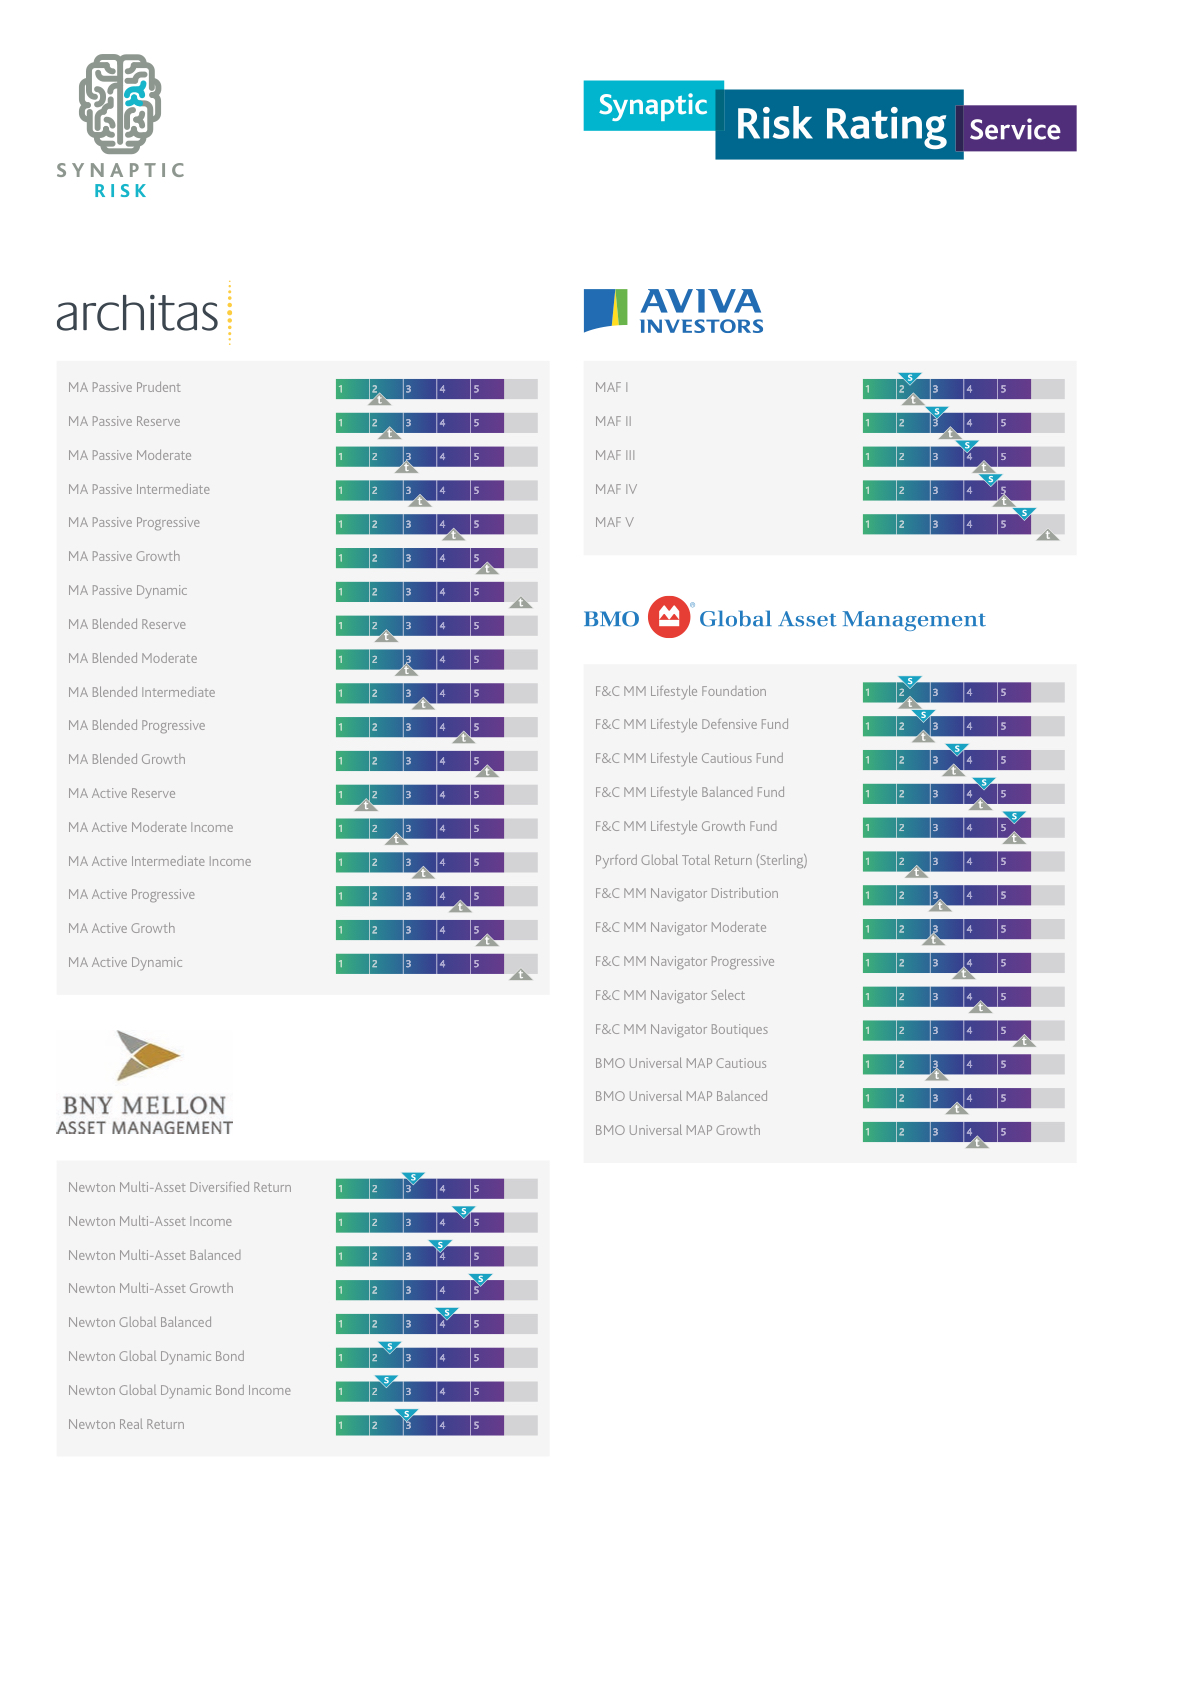 SYNAPTIC
RISK
Synaptic Risk Rating Service
architas
MA Passive Prudent 1 2 3 4 5 t
MA Passive Reserve 1 2 3 4 5 t
MA Passive Moderate 1 2 3 4 5 t
MA Passive Intermediate 1 2 3 4 5 t
MA Passive Progressive 1 2 3 4 5 t
MA Passive Growth 1 2 3 4 5 t
MA Passive Dynamic 1 2 3 4 5 t
MA Blended Reserve 1 2 3 4 5 t
MA Blended Moderate 1 2 3 4 5 t
MA Blended Intermediate 1 2 3 4 5 t
MA Blended Progressive 1 2 3 4 5 t
MA Blended Growth 1 2 3 4 5 t
MA Active Reserve 1 2 3 4 5 t
MA Active Moderate Income 1 2 3 4 5 t
MA Active Intermediate Income 1 2 3 4 5 t
MA Active Progressive 1 2 3 4 5 t
MA Active Growth 1 2 3 4 5 t
MA Active Dynamic 1 2 3 4 5 t
BNY MELLON
ASSET MANAGEMENT
Newton Multi-Asset Diversified Return 1 2 3 4 5 s
Newton Multi-Asset Income 1 2 3 4 5 s
Newton Multi-Asset Balanced 1 2 3 4 5 s
Newton Multi-Asset Growth 1 2 3 4 5 s
Newton Global Balanced 1 2 3 4 5 s
Newton Global Dynamic Bond 1 2 3 4 5 s
Newton Global Dynamic Bond Income 1 2 3 4 5 s
Newton Real Return 1 2 3 4 5 s
AVIVA
INVESTORS
MAF I 1 2 3 4 5 s t
MAF II 1 2 3 4 5 s t
MAF III 1 2 3 4 5 s t
MAF IV 1 2 3 4 5 s t
MAF V 1 2 3 4 5 s t
BMO ® Global Asset Management
F&C MM Lifestyle Foundation 1 2 3 4 5 s t
F&C MM Lifestyle Defensive Fund 1 2 3 4 5 s t
F&C MM Lifestyle Cautious Fund 1 2 3 4 5 s t
F&C MM Lifestyle Balanced Fund 1 2 3 4 5 s t
F&C MM Lifestyle Growth Fund 1 2 3 4 5 s t
Pyrford Global Total Return (Sterling) 1 2 3 4 5 t
F&C MM Navigator Distribution 1 2 3 4 5 t
F&C MM Navigator Moderate 1 2 3 4 5 t
F&C MM Navigator Progressive 1 2 3 4 5 t
F&C MM Navigator Select 1 2 3 4 5 t
F&C MM Navigator Boutiques 1 2 3 4 5 t
BMO Universal MAP Cautious 1 2 3 4 5 t
BMO Universal MAP Balanced 1 2 3 4 5 t
BMO Universal MAP Growth 1 2 3 4 5 t